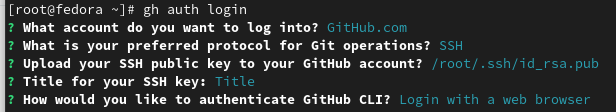 [root@fedora ~]# gh auth login
? What account do you want to log into? GitHub.com
? What is your preferred protocol for Git operations? SSH
? Upload your SSH public key to your GitHub account? /root/.ssh/id_rsa.pub
? Title for your SSH key: Title
? How would you like to authenticate GitHub CLI? Login with a web browser